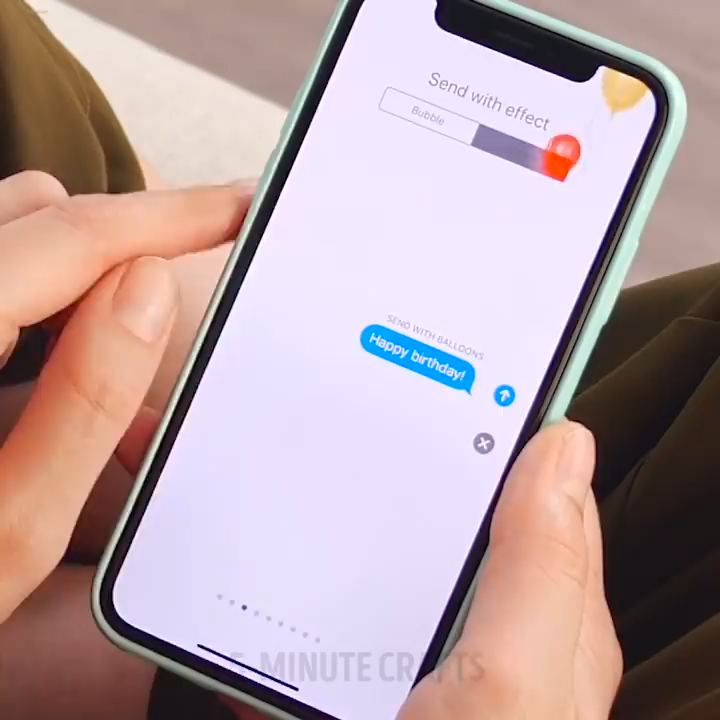 Send with effect
Bubble
SEND WITH BALLOONS
Happy birthday!
5-MINUTE CRAFTS